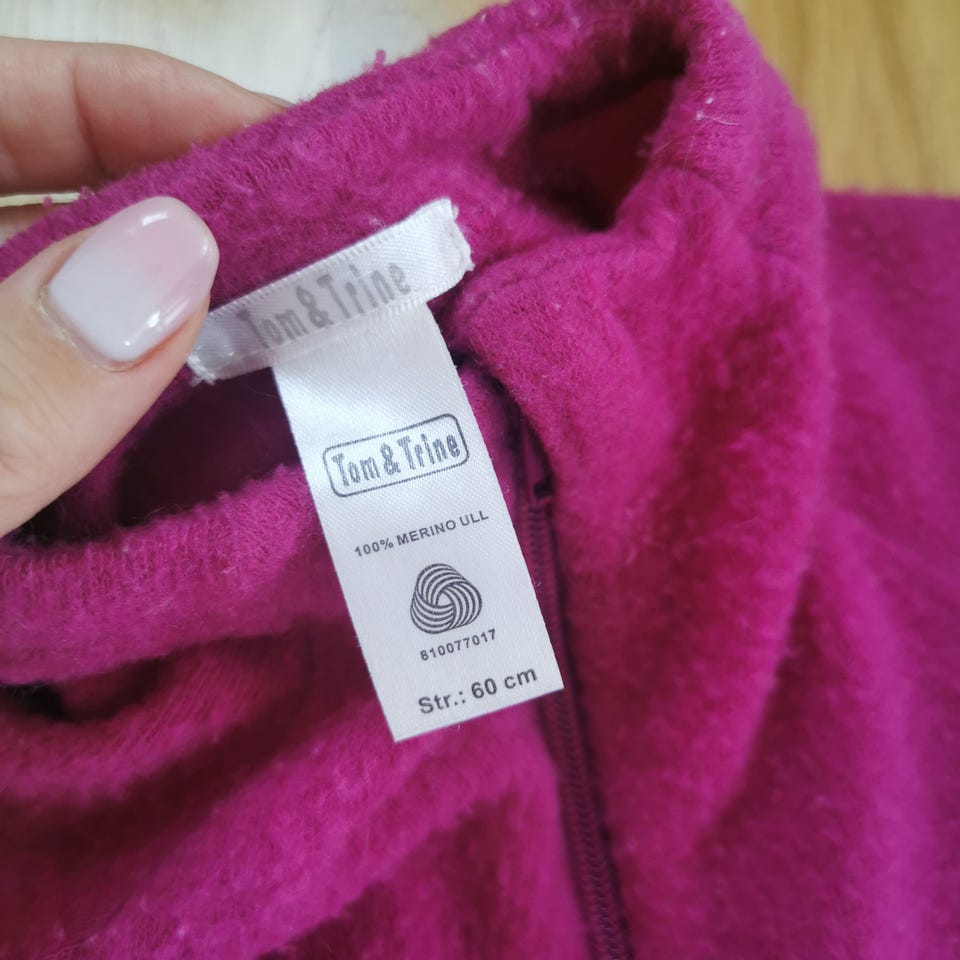 Tom & Trine
Tom & Trine
100% MERINO ULL
810077017
Str.: 60 cm